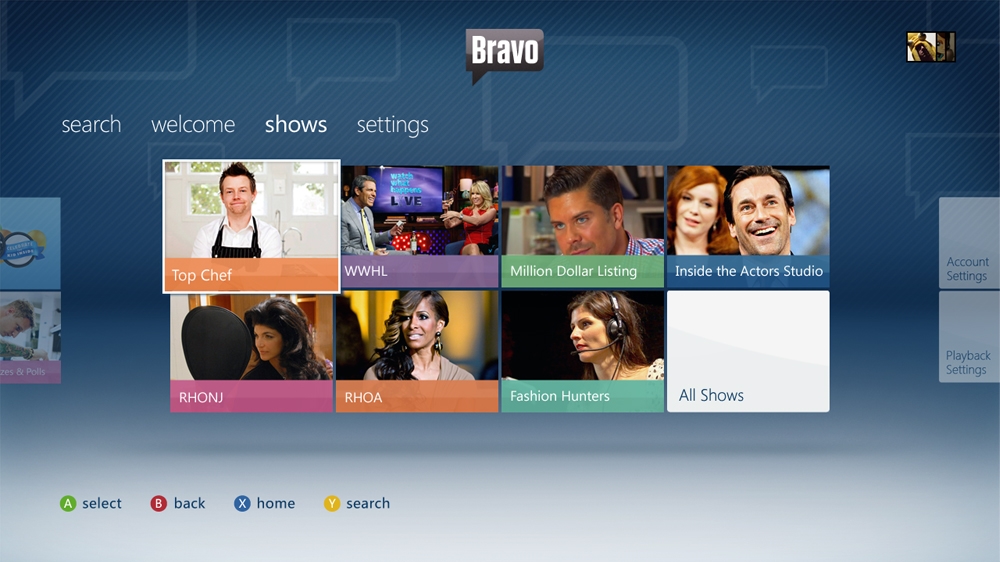 Bravo
search welcome shows settings
watch
what
happens
LIVE
Top Chef
WWHL
Million Dollar Listing
Inside the Actors Studio
Account
Settings
RHONJ
RHOA
Fashion Hunters
All Shows
zes & Polls
Playback
Settings
A select B back X home Y search